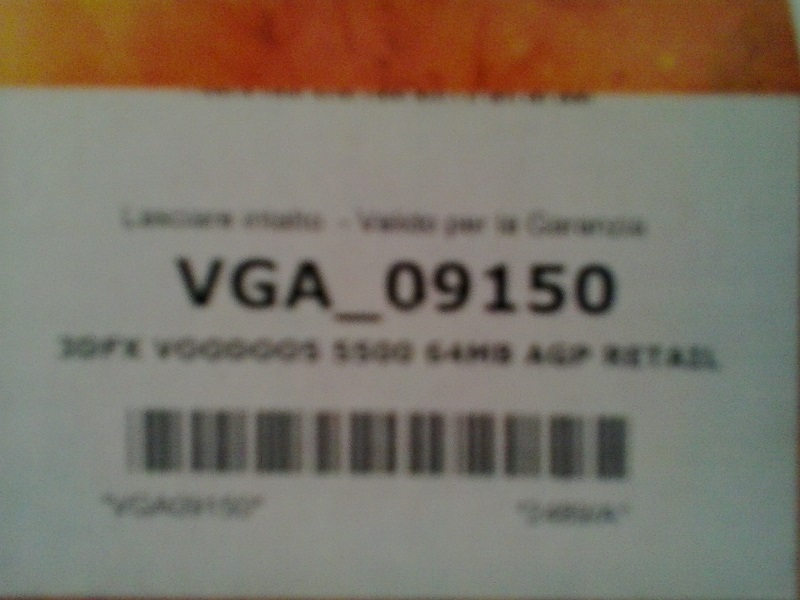 Lasciare intatto - Valido per la Garanzia
VGA_09150
3DFX VOODOO5 5500 64MB AGP RETAIL
"VGA09150"